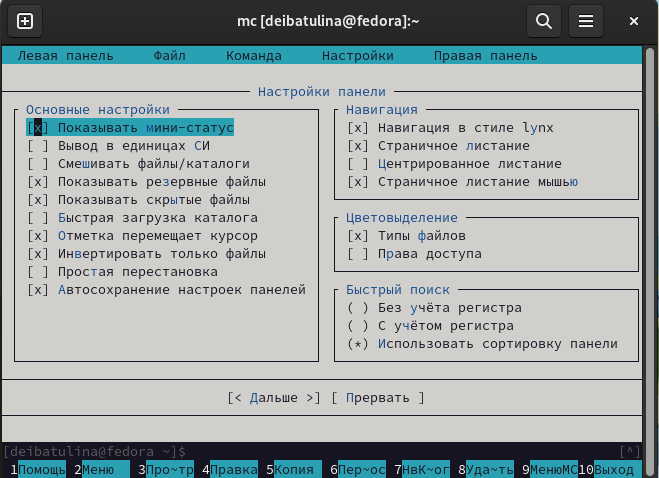 mc [deibatulina@fedora]:~
Левая панель Файл Команда Настройки Правая панель
Настройки панели
Основные настройки
[x] Показывать мини-статус
[ ] Вывод в единицах СИ
[ ] Смешивать файлы/каталоги
[x] Показывать резервные файлы
[x] Показывать скрытые файлы
[ ] Быстрая загрузка каталога
[x] Отметка перемещает курсор
[x] Инвертировать только файлы
[ ] Простая перестановка
[x] Автосохранение настроек панелей
Навигация
[x] Навигация в стиле lynx
[x] Страничное листание
[ ] Центрированное листание
[x] Страничное листание мышью
Цветовыделение
[x] Типы файлов
[ ] Права доступа
Быстрый поиск
( ) Без учёта регистра
( ) С учётом регистра
(*) Использовать сортировку панели
[< Дальше >] [ Прервать ]
[deibatulina@fedora ~]$ [^]
1Помощь 2Меню 3Про~тр 4Правка 5Копия 6Пер~ос 7НвК~ог 8Уда~ть 9МенюМС 10Выход